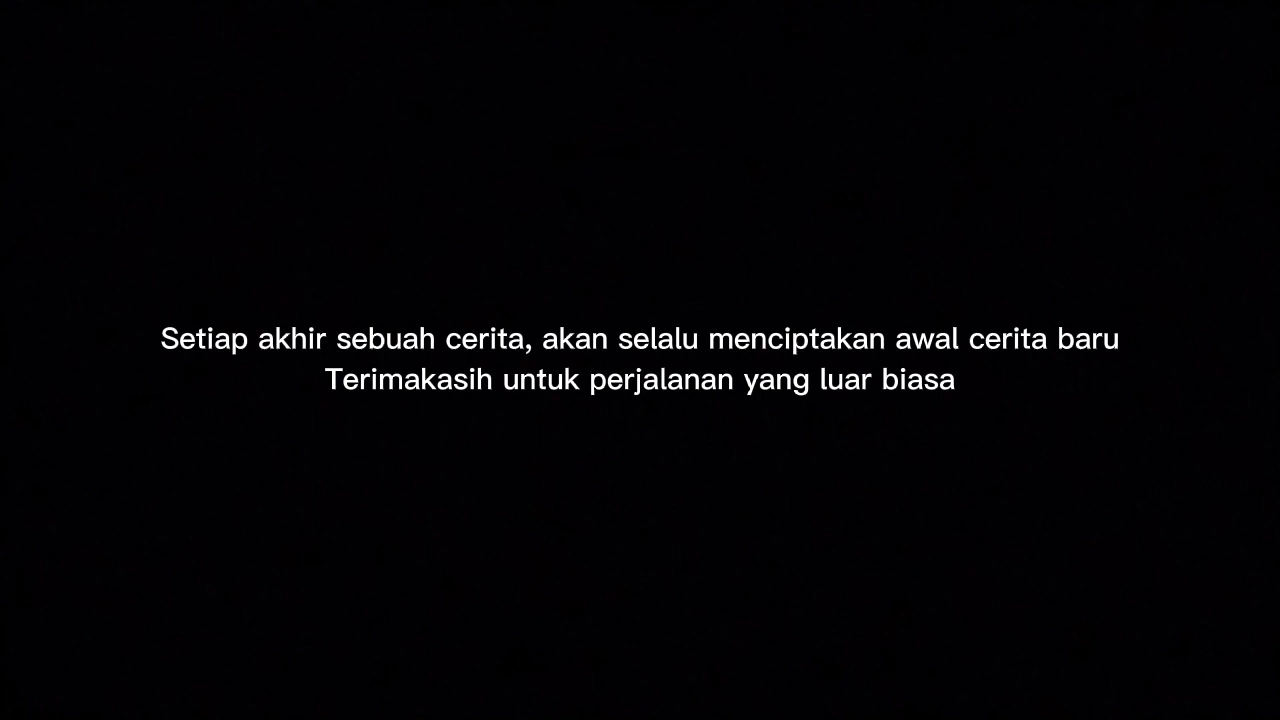 Setiap akhir sebuah cerita, akan selalu menciptakan awal cerita baru
Terimakasih untuk perjalanan yang luar biasa